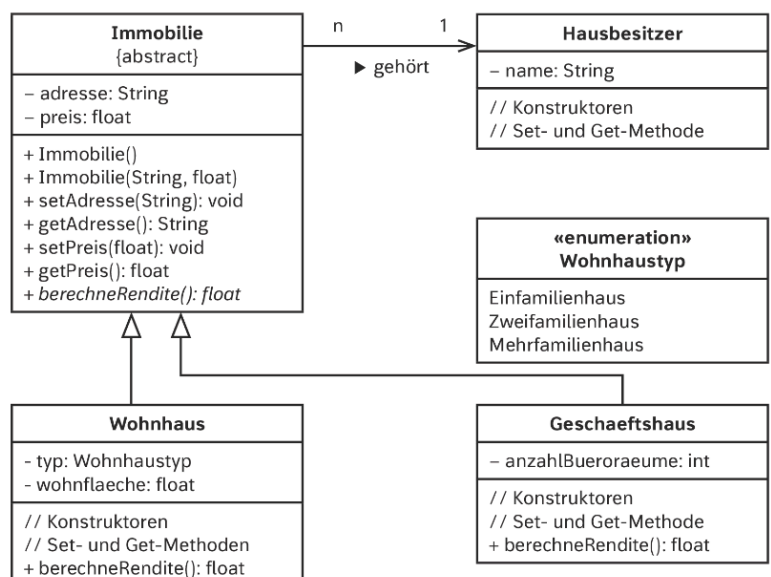 Immobilie
{abstract}
– adresse: String
– preis: float
+ Immobilie()
+ Immobilie(String, float)
+ setAdresse(String): void
+ getAdresse(): String
+ setPreis(float): void
+ getPreis(): float
+ berechneRendite(): float
n
1
▶ gehört
Hausbesitzer
– name: String
// Konstruktoren
// Set- und Get-Methode
«enumeration»
Wohnhaustyp
Einfamilienhaus
Zweifamilienhaus
Mehrfamilienhaus
Wohnhaus
- typ: Wohnhaustyp
- wohnflaeche: float
// Konstruktoren
// Set- und Get-Methoden
+ berechneRendite(): float
Geschaeftshaus
– anzahlBueroraeume: int
// Konstruktoren
// Set- und Get-Methode
+ berechneRendite(): float